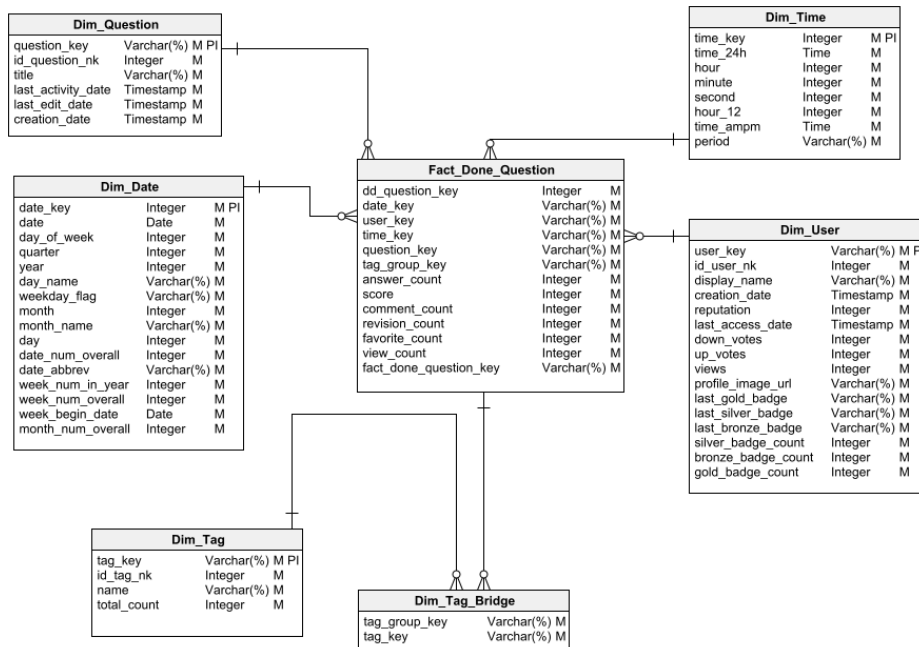 Dim_Question
question_key Varchar(%) M PI
id_question_nk Integer M
title Varchar(%) M
last_activity_date Timestamp M
last_edit_date Timestamp M
creation_date Timestamp M
Dim_Time
time_key Integer M PI
time_24h Time M
hour Integer M
minute Integer M
second Integer M
hour_12 Integer M
time_ampm Time M
period Varchar(%) M
Dim_Date
date_key Integer M PI
date Date M
day_of_week Integer M
quarter Integer M
year Integer M
day_name Varchar(%) M
weekday_flag Varchar(%) M
month Integer M
month_name Varchar(%) M
day Integer M
date_num_overall Integer M
date_abbrev Varchar(%) M
week_num_in_year Integer M
week_num_overall Integer M
week_begin_date Date M
month_num_overall Integer M
Fact_Done_Question
dd_question_key Integer M
date_key Varchar(%) M
user_key Varchar(%) M
time_key Varchar(%) M
question_key Varchar(%) M
tag_group_key Varchar(%) M
answer_count Integer M
score Integer M
comment_count Integer M
revision_count Integer M
favorite_count Integer M
view_count Integer M
fact_done_question_key Varchar(%) M
Dim_User
user_key Varchar(%) M P
id_user_nk Integer M
display_name Varchar(%) M
creation_date Timestamp M
reputation Integer M
last_access_date Timestamp M
down_votes Integer M
up_votes Integer M
views Integer M
profile_image_url Varchar(%) M
last_gold_badge Varchar(%) M
last_silver_badge Varchar(%) M
last_bronze_badge Varchar(%) M
silver_badge_count Integer M
bronze_badge_count Integer M
gold_badge_count Integer M
Dim_Tag
tag_key Varchar(%) M PI
id_tag_nk Integer M
name Varchar(%) M
total_count Integer M
Dim_Tag_Bridge
tag_group_key Varchar(%) M
tag_key Varchar(%) M